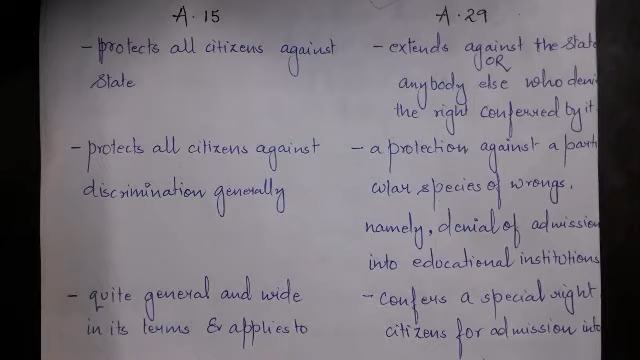 A. 15
- protects all citizens against
State
- protects all citizens against
discrimination generally
- quite general and wide
in its terms & applies to
A. 29
- extends against the State
OR
anybody else who deni
the right conferred by it.
- a protection against a parti
cular species of wrongs,
namely, denial of admission
into educational institutions
- confers a special right
citizens for admission into